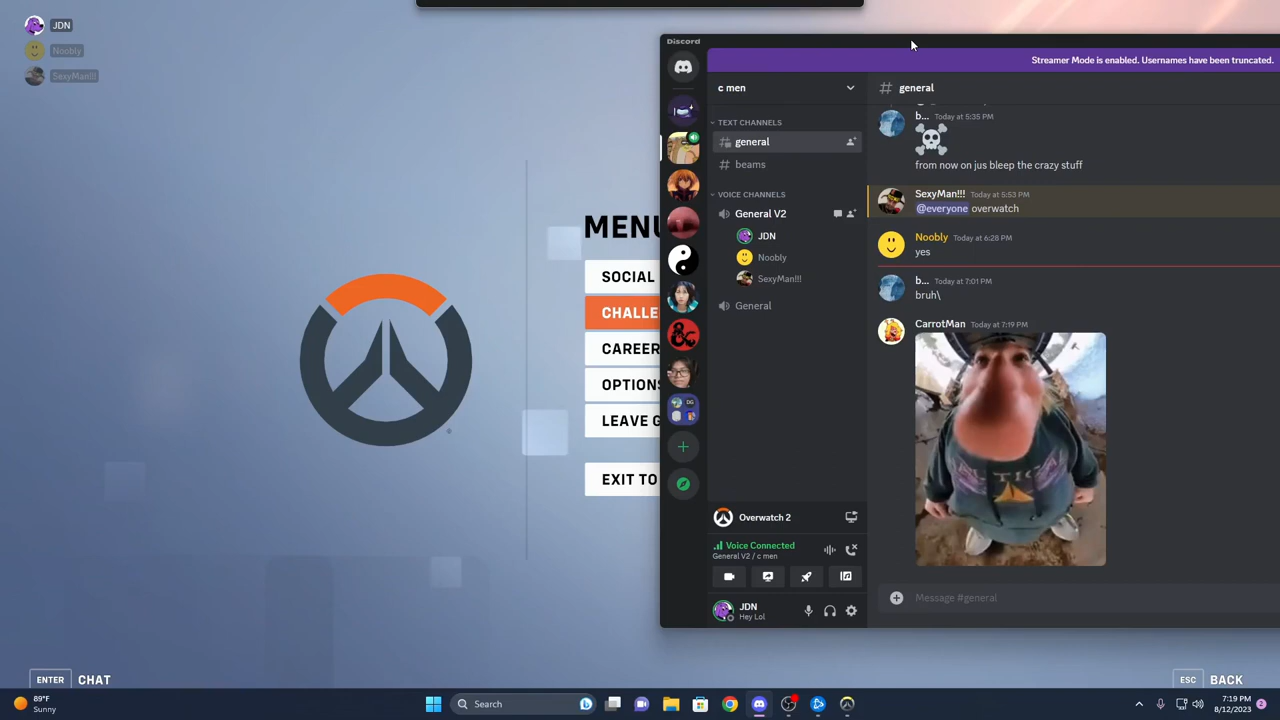 JDN
Noobly
SexyMan!!!
MENU
SOCIAL
CHALLE
CAREER
OPTIONS
LEAVE G
EXIT TO
ENTER CHAT
ESC BACK
Discord
Streamer Mode is enabled. Usernames have been truncated.
c men
TEXT CHANNELS
general
beams
VOICE CHANNELS
General V2
JDN
Noobly
SexyMan!!!
General
Overwatch 2
Voice Connected
General V2 / c men
JDN
Hey Lol
# general
b... Today at 5:35 PM
from now on jus bleep the crazy stuff
SexyMan!!! Today at 5:53 PM
@everyone overwatch
Noobly Today at 6:28 PM
yes
b... Today at 7:01 PM
bruh\
CarrotMan Today at 7:19 PM
Message #general
DG
89°F
Sunny
Search
7:19 PM
8/12/2023